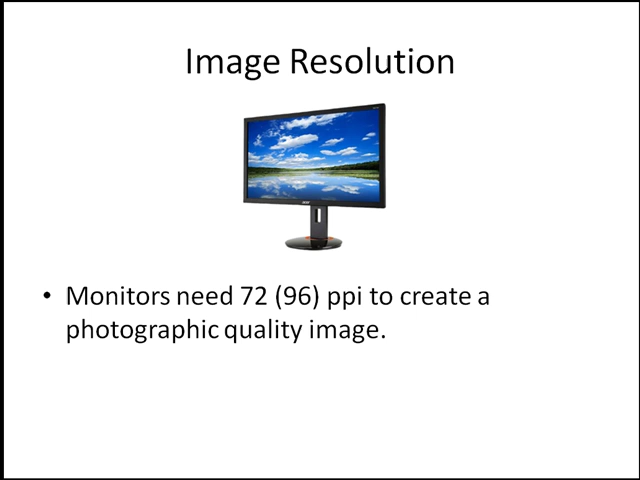 Image Resolution
• Monitors need 72 (96) ppi to create a
photographic quality image.